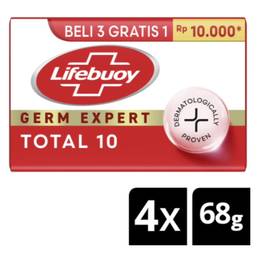 BELI 3 GRATIS 1 Rp 10.000*
Lifebuoy
GERM EXPERT
TOTAL 10
DERMATOLOGICALLY
PROVEN
4x 68g